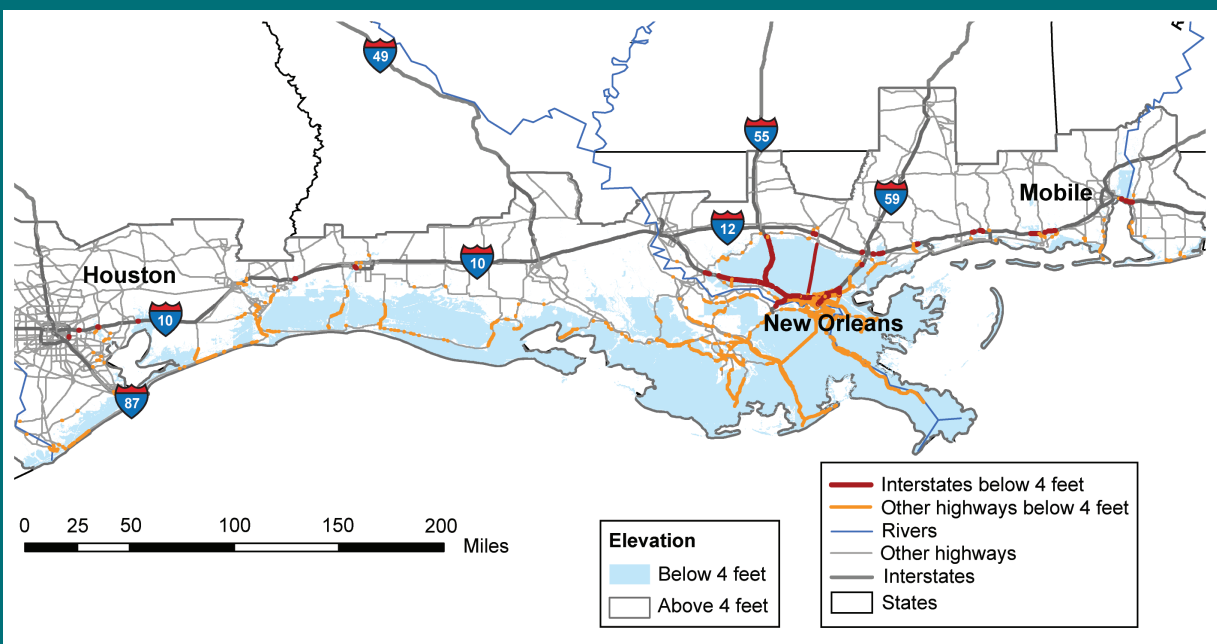 49
55
59
Mobile
12
Houston
10
10
New Orleans
87
0 25 50 100 150 200
Miles
Elevation
Below 4 feet
Above 4 feet
Interstates below 4 feet
Other highways below 4 feet
Rivers
Other highways
Interstates
States